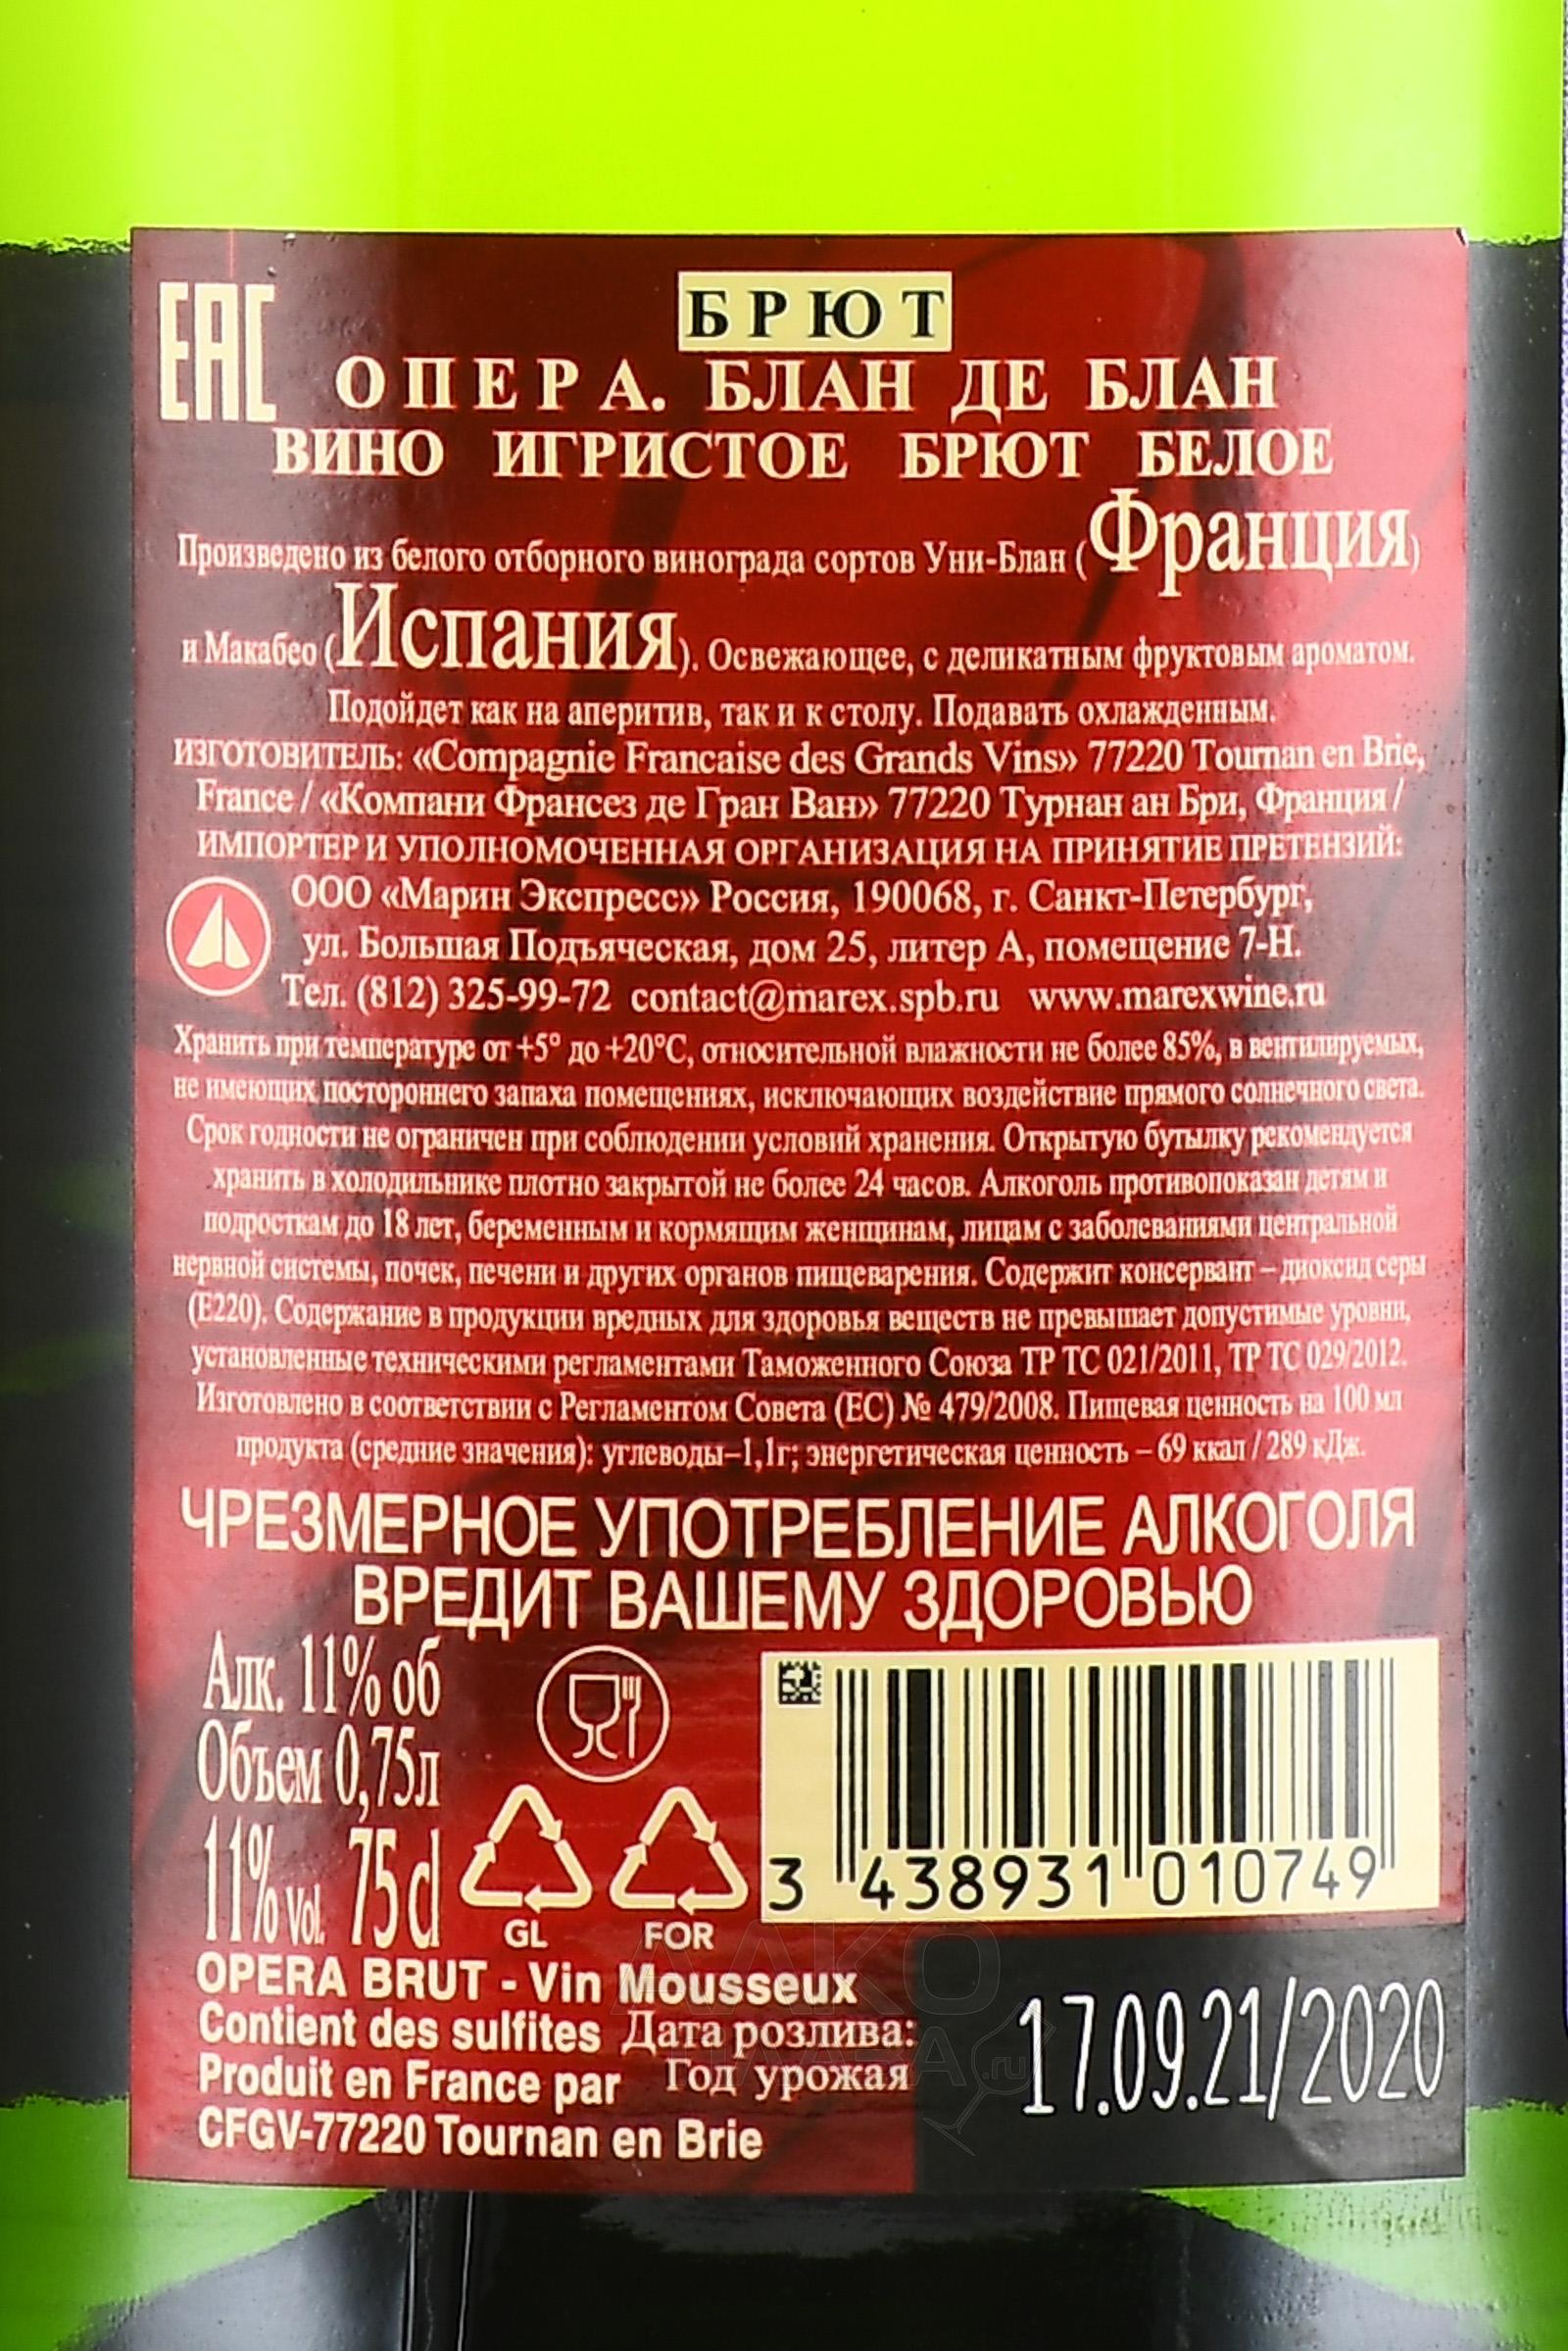 EAC
БРЮТ
ОПЕРА. БЛАН ДЕ БЛАН
ВИНО ИГРИСТОЕ БРЮТ БЕЛОЕ
Произведено из белого отборного винограда сортов Уни-Блан (Франция)
и Макабео (Испания). Освежающее, с деликатным фруктовым ароматом.
Подойдет как на аперитив, так и к столу. Подавать охлажденным.
ИЗГОТОВИТЕЛЬ: «Compagnie Francaise des Grands Vins» 77220 Tournan en Brie,
France / «Компани Франсез де Гран Ван» 77220 Турнан ан Бри, Франция /
ИМПОРТЕР И УПОЛНОМОЧЕННАЯ ОРГАНИЗАЦИЯ НА ПРИНЯТИЕ ПРЕТЕНЗИЙ:
ООО «Марин Экспресс» Россия, 190068, г. Санкт-Петербург,
ул. Большая Подъяческая, дом 25, литер А, помещение 7-Н.
Тел. (812) 325-99-72 contact@marex.spb.ru www.marexwine.ru
Хранить при температуре от +5° до +20°С, относительной влажности не более 85%, в вентилируемых,
не имеющих постороннего запаха помещениях, исключающих воздействие прямого солнечного света.
Срок годности не ограничен при соблюдении условий хранения. Открытую бутылку рекомендуется
хранить в холодильнике плотно закрытой не более 24 часов. Алкоголь противопоказан детям и
подросткам до 18 лет, беременным и кормящим женщинам, лицам с заболеваниями центральной
нервной системы, почек, печени и других органов пищеварения. Содержит консервант – диоксид серы
(Е220). Содержание в продукции вредных для здоровья веществ не превышает допустимые уровни,
установленные техническими регламентами Таможенного Союза ТР ТС 021/2011, ТР ТС 029/2012.
Изготовлено в соответствии с Регламентом Совета (ЕС) № 479/2008. Пищевая ценность на 100 мл
продукта (средние значения): углеводы–1,1г; энергетическая ценность – 69 ккал / 289 кДж.
ЧРЕЗМЕРНОЕ УПОТРЕБЛЕНИЕ АЛКОГОЛЯ
ВРЕДИТ ВАШЕМУ ЗДОРОВЬЮ
Алк. 11% об
Объем 0,75л
11% Vol. 75 cl
GL FOR
3 438931 010749
OPERA BRUT - Vin Mousseux
Contient des sulfites Дата розлива:
Produit en France par Год урожая
CFGV-77220 Tournan en Brie
17.09.21/2020
АЛКО
ПЛАЗА.ru